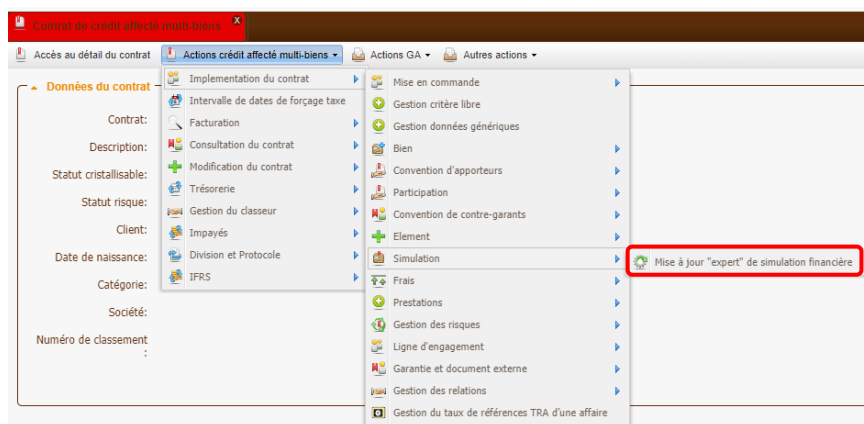 Contrat de crédit affecté multi-biens
Accès au détail du contrat Actions crédit affecté multi-biens Actions GA Autres actions
Données du contrat
Contrat:
Description:
Statut cristallisable:
Statut risque:
Client:
Date de naissance:
Catégorie:
Société:
Numéro de classement
:
Implementation du contrat
Intervalle de dates de forçage taxe
Facturation
Consultation du contrat
Modification du contrat
Trésorerie
Gestion du classeur
Impayés
Division et Protocole
IFRS
Mise en commande
Gestion critère libre
Gestion données génériques
Bien
Convention d'apporteurs
Participation
Convention de contre-garants
Element
Simulation
Frais
Prestations
Gestion des risques
Ligne d'engagement
Garantie et document externe
Gestion des relations
Gestion du taux de références TRA d'une affaire
Mise à jour "expert" de simulation financière